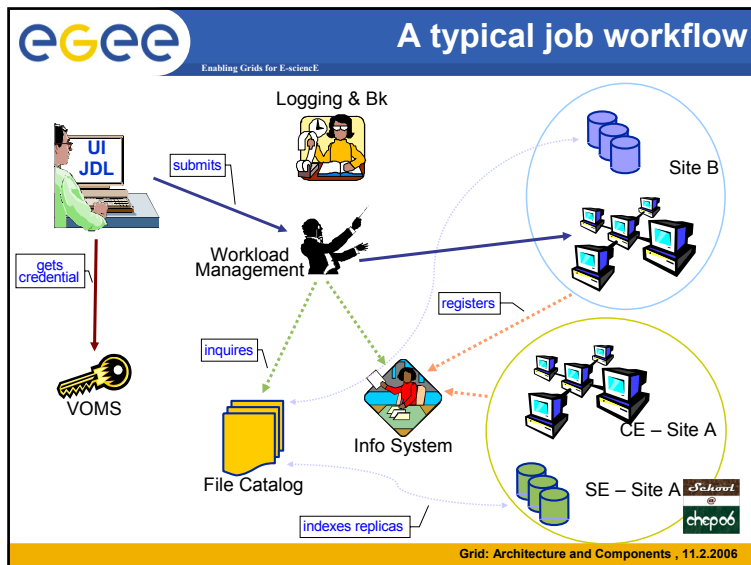 eGee
A typical job workflow
Enabling Grids for E-sciencE
Logging & Bk
UI
JDL
submits
Site B
Workload
Management
gets
credential
registers
inquires
VOMS
Info System
CE – Site A
File Catalog
SE – Site A
School
@
chep06
indexes replicas
Grid: Architecture and Components , 11.2.2006